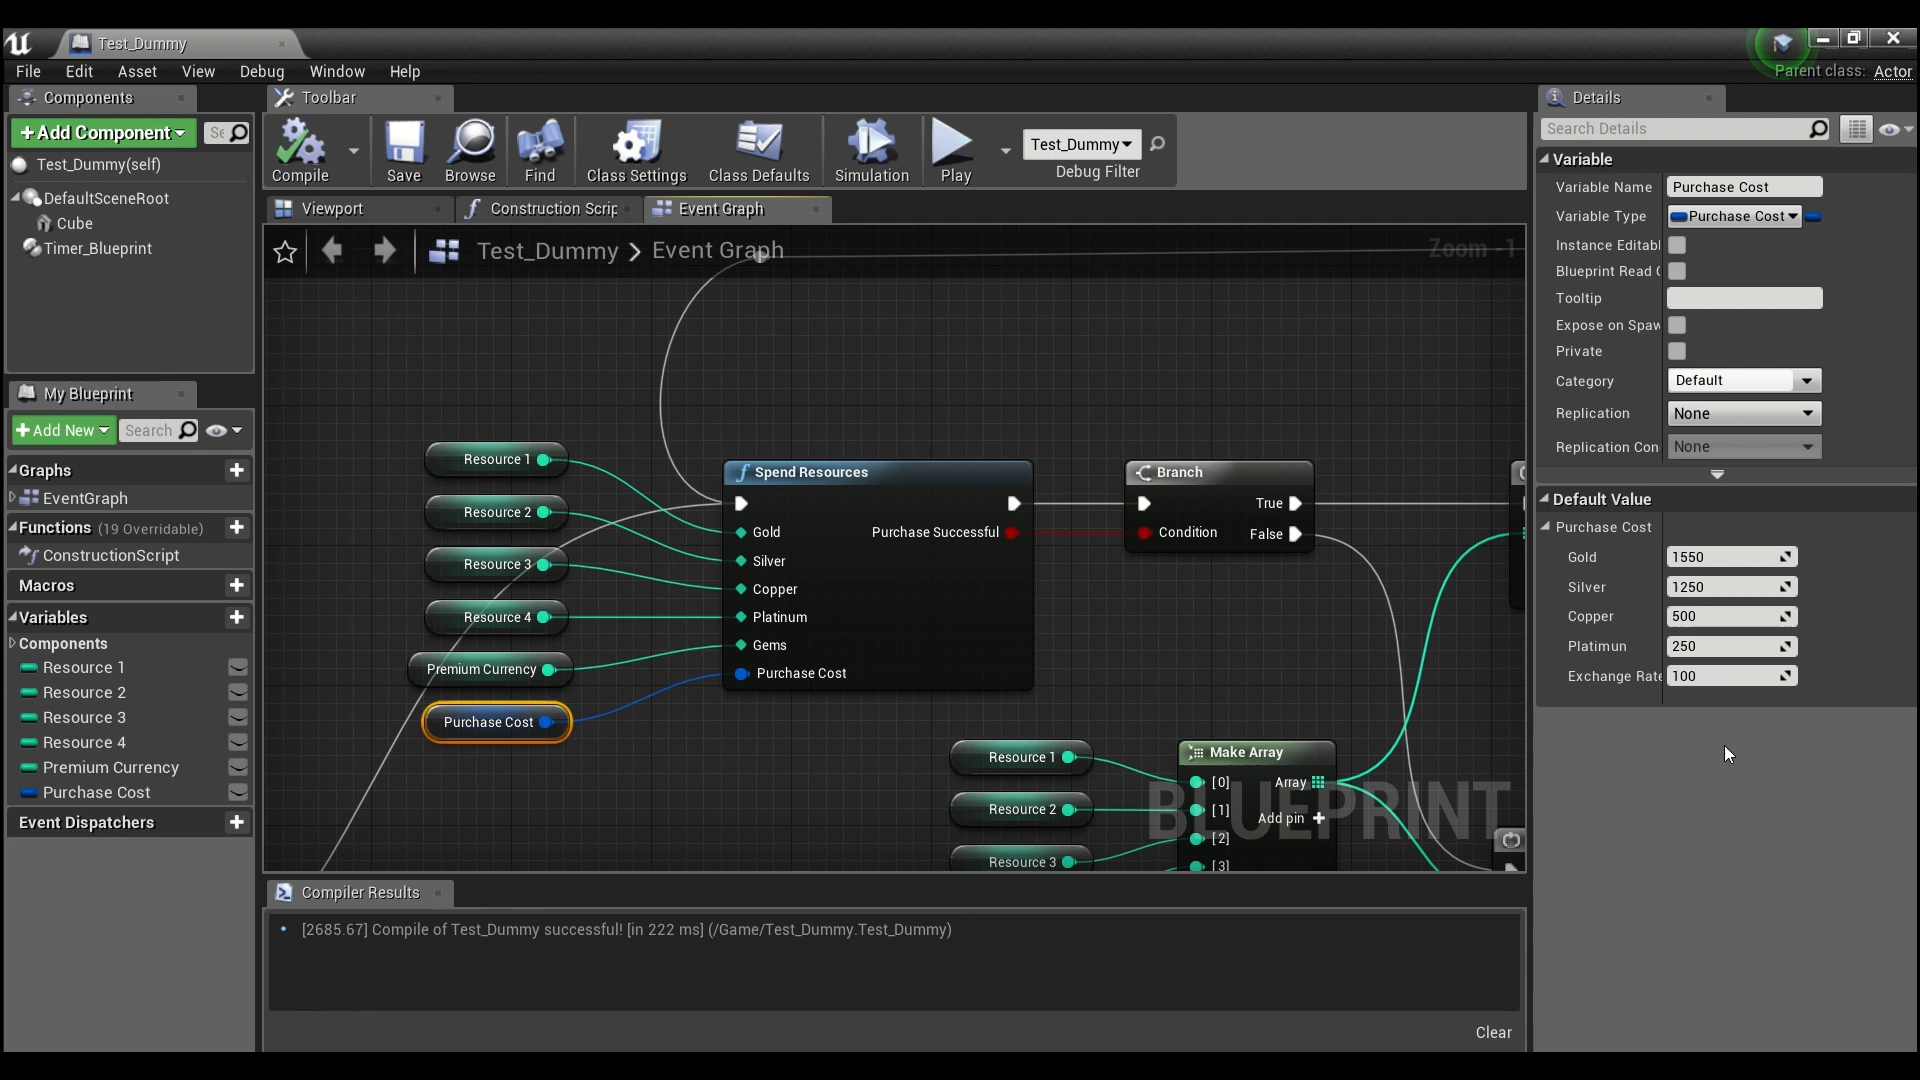 Test_Dummy
File Edit Asset View Debug Window Help
Parent class: Actor
Components
+Add Component
Se
Test_Dummy(self)
DefaultSceneRoot
Cube
Timer_Blueprint
My Blueprint
+Add New
Search
Graphs
EventGraph
Functions (19 Overridable)
ConstructionScript
Macros
Variables
Components
Resource 1
Resource 2
Resource 3
Resource 4
Premium Currency
Purchase Cost
Event Dispatchers
Toolbar
Compile
Save
Browse
Find
Class Settings
Class Defaults
Simulation
Play
Test_Dummy
Debug Filter
Viewport
Construction Scrip
Event Graph
Test_Dummy > Event Graph
Zoom -1
Resource 1
Resource 2
Resource 3
Resource 4
Premium Currency
Purchase Cost
Spend Resources
Gold
Purchase Successful
Silver
Copper
Platinum
Gems
Purchase Cost
Branch
True
Condition
False
Resource 1
Resource 2
Resource 3
Make Array
[0]
Array
[1]
Add pin +
[2]
[3]
BLUEPRINT
Compiler Results
[2685.67] Compile of Test_Dummy successful! [in 222 ms] (/Game/Test_Dummy.Test_Dummy)
Clear
Details
Search Details
Variable
Variable Name Purchase Cost
Variable Type Purchase Cost
Instance Editabl
Blueprint Read (
Tooltip
Expose on Spaw
Private
Category Default
Replication None
Replication Con None
Default Value
Purchase Cost
Gold 1550
Silver 1250
Copper 500
Platimun 250
Exchange Rate 100